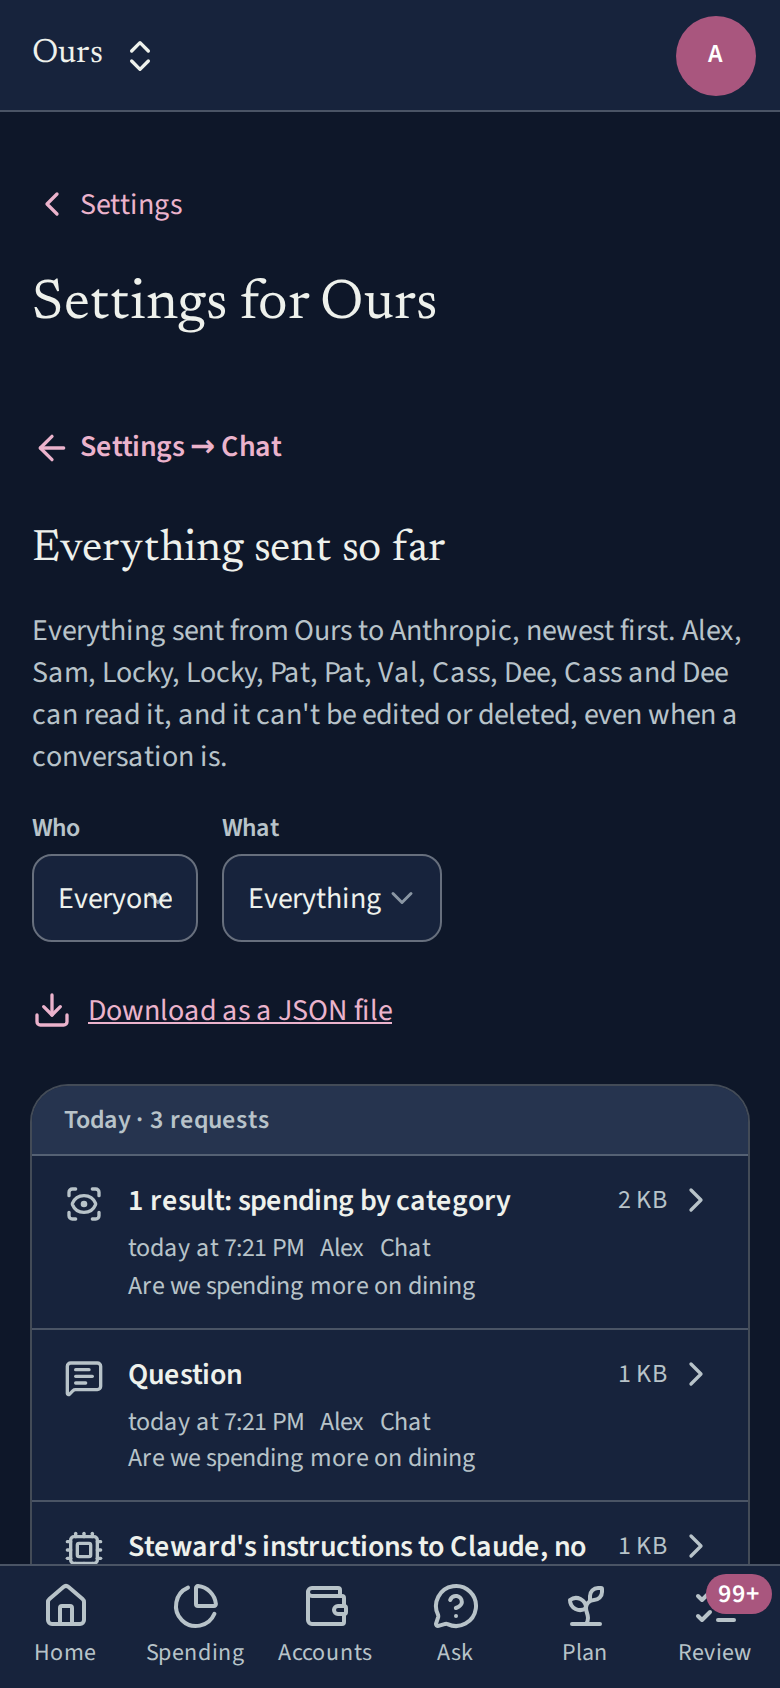 Ours
A
Settings
Settings for Ours
Settings → Chat
Everything sent so far
Everything sent from Ours to Anthropic, newest first. Alex,
Sam, Locky, Locky, Pat, Pat, Val, Cass, Dee, Cass and Dee
can read it, and it can't be edited or deleted, even when a
conversation is.
Who
What
Everyone
Everything
Download as a JSON file
Today · 3 requests
1 result: spending by category
2 KB
today at 7:21 PM Alex Chat
Are we spending more on dining
Question
1 KB
today at 7:21 PM Alex Chat
Are we spending more on dining
Steward's instructions to Claude, no
1 KB
99+
Home
Spending
Accounts
Ask
Plan
Review